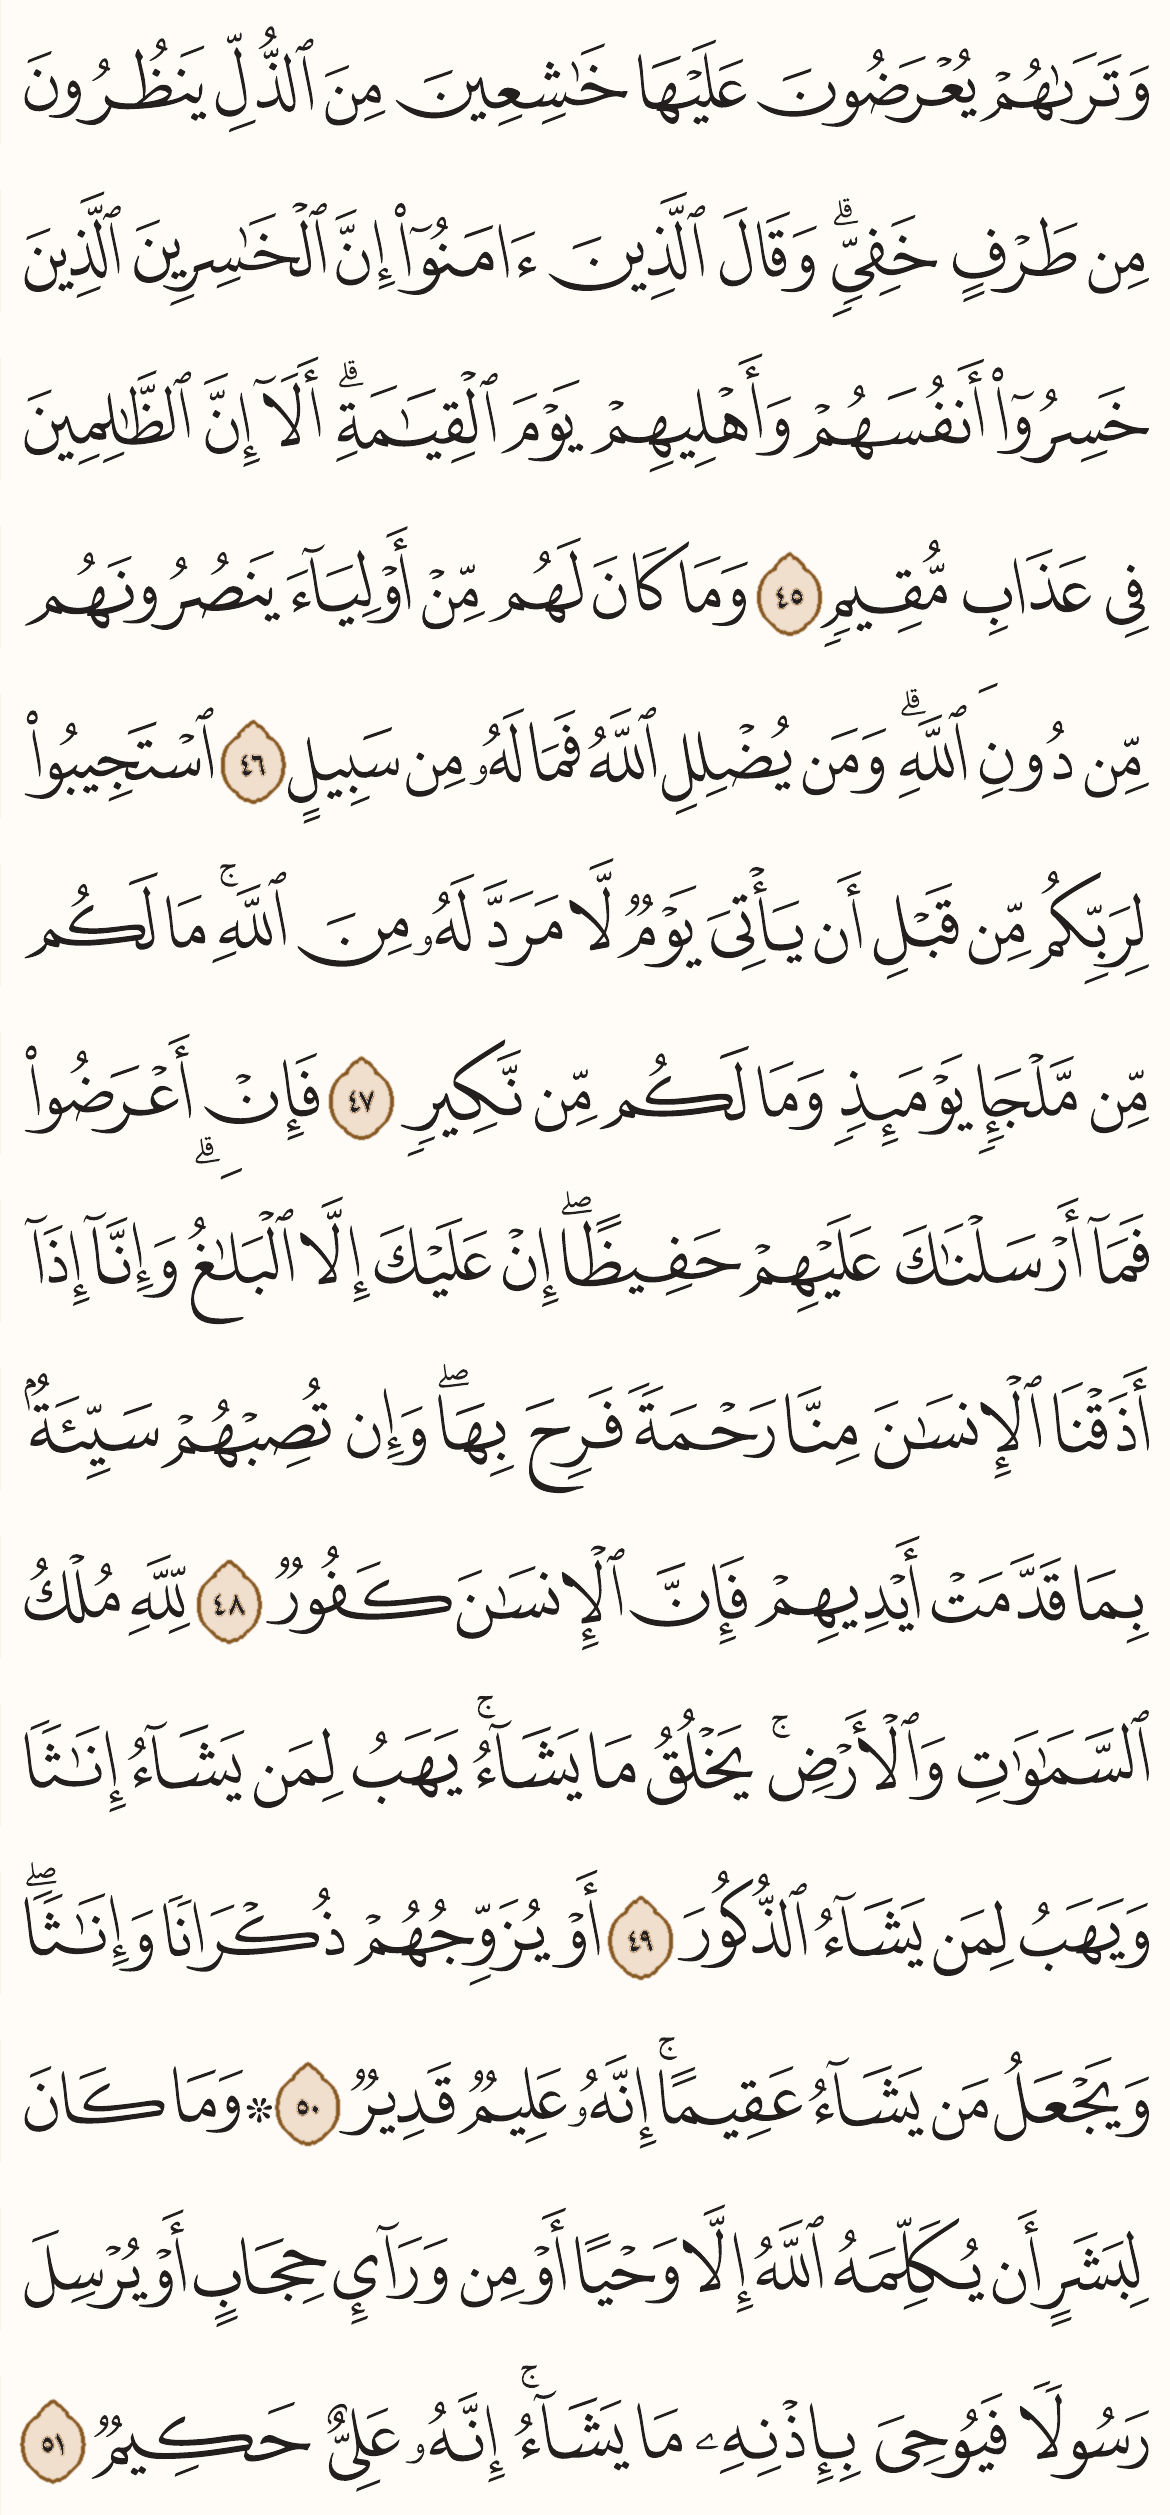 وَتَرَىٰهُمْ يُعْرَضُونَ عَلَيْهَا خَٰشِعِينَ مِنَ ٱلذُّلِّ يَنظُرُونَ
مِن طَرْفٍ خَفِىٍّ ۗ وَقَالَ ٱلَّذِينَ ءَامَنُوٓا۟ إِنَّ ٱلْخَٰسِرِينَ ٱلَّذِينَ
خَسِرُوٓا۟ أَنفُسَهُمْ وَأَهْلِيهِمْ يَوْمَ ٱلْقِيَٰمَةِ ۗ أَلَآ إِنَّ ٱلظَّٰلِمِينَ
فِى عَذَابٍ مُّقِيمٍ ٤٥ وَمَا كَانَ لَهُم مِّنْ أَوْلِيَآءَ يَنصُرُونَهُم
مِّن دُونِ ٱللَّهِ ۗ وَمَن يُضْلِلِ ٱللَّهُ فَمَا لَهُۥ مِن سَبِيلٍ ٤٦ ٱسْتَجِيبُوا۟
لِرَبِّكُم مِّن قَبْلِ أَن يَأْتِىَ يَوْمٌ لَّا مَرَدَّ لَهُۥ مِنَ ٱللَّهِ ۚ مَا لَكُم
مِّن مَّلْجَإٍ يَوْمَئِذٍ وَمَا لَكُم مِّن نَّكِيرٍ ٤٧ فَإِنْ أَعْرَضُوا۟
فَمَآ أَرْسَلْنَٰكَ عَلَيْهِمْ حَفِيظًا ۖ إِنْ عَلَيْكَ إِلَّا ٱلْبَلَٰغُ ۗ وَإِنَّآ إِذَآ
أَذَقْنَا ٱلْإِنسَٰنَ مِنَّا رَحْمَةً فَرِحَ بِهَا ۖ وَإِن تُصِبْهُمْ سَيِّئَةٌۢ
بِمَا قَدَّمَتْ أَيْدِيهِمْ فَإِنَّ ٱلْإِنسَٰنَ كَفُورٌ ٤٨ لِّلَّهِ مُلْكُ
ٱلسَّمَٰوَٰتِ وَٱلْأَرْضِ ۚ يَخْلُقُ مَا يَشَآءُ ۚ يَهَبُ لِمَن يَشَآءُ إِنَٰثًا
وَيَهَبُ لِمَن يَشَآءُ ٱلذُّكُورَ ٤٩ أَوْ يُزَوِّجُهُمْ ذُكْرَانًا وَإِنَٰثًا ۖ
وَيَجْعَلُ مَن يَشَآءُ عَقِيمًا ۚ إِنَّهُۥ عَلِيمٌ قَدِيرٌ ٥٠ * وَمَا كَانَ
لِبَشَرٍ أَن يُكَلِّمَهُ ٱللَّهُ إِلَّا وَحْيًا أَوْ مِن وَرَآئِ حِجَابٍ أَوْ يُرْسِلَ
رَسُولًا فَيُوحِىَ بِإِذْنِهِۦ مَا يَشَآءُ ۚ إِنَّهُۥ عَلِىٌّ حَكِيمٌ ٥١